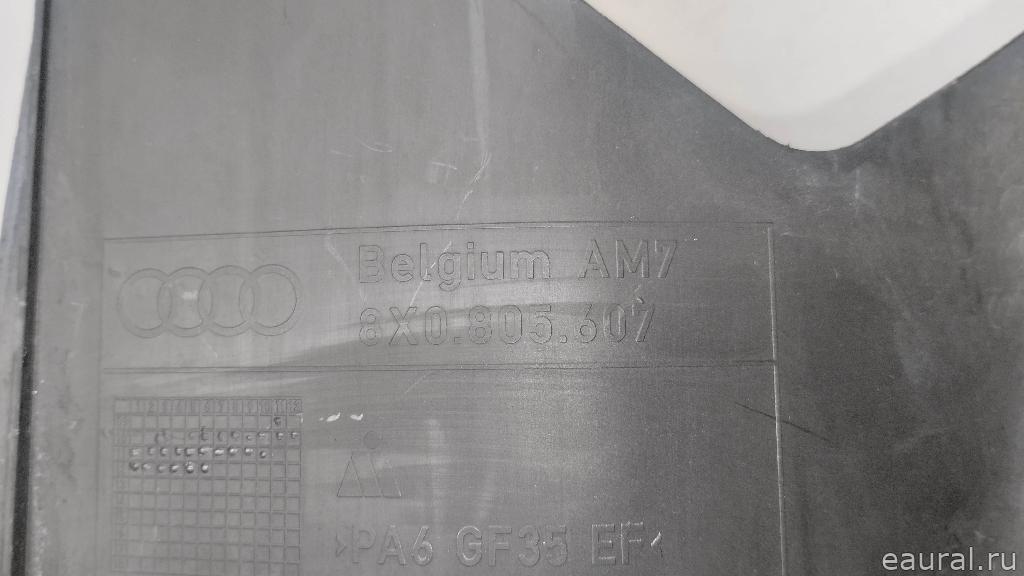 Belgium AM7
8X0.805.607
>PA6 GF35 EF<
eaural.ru